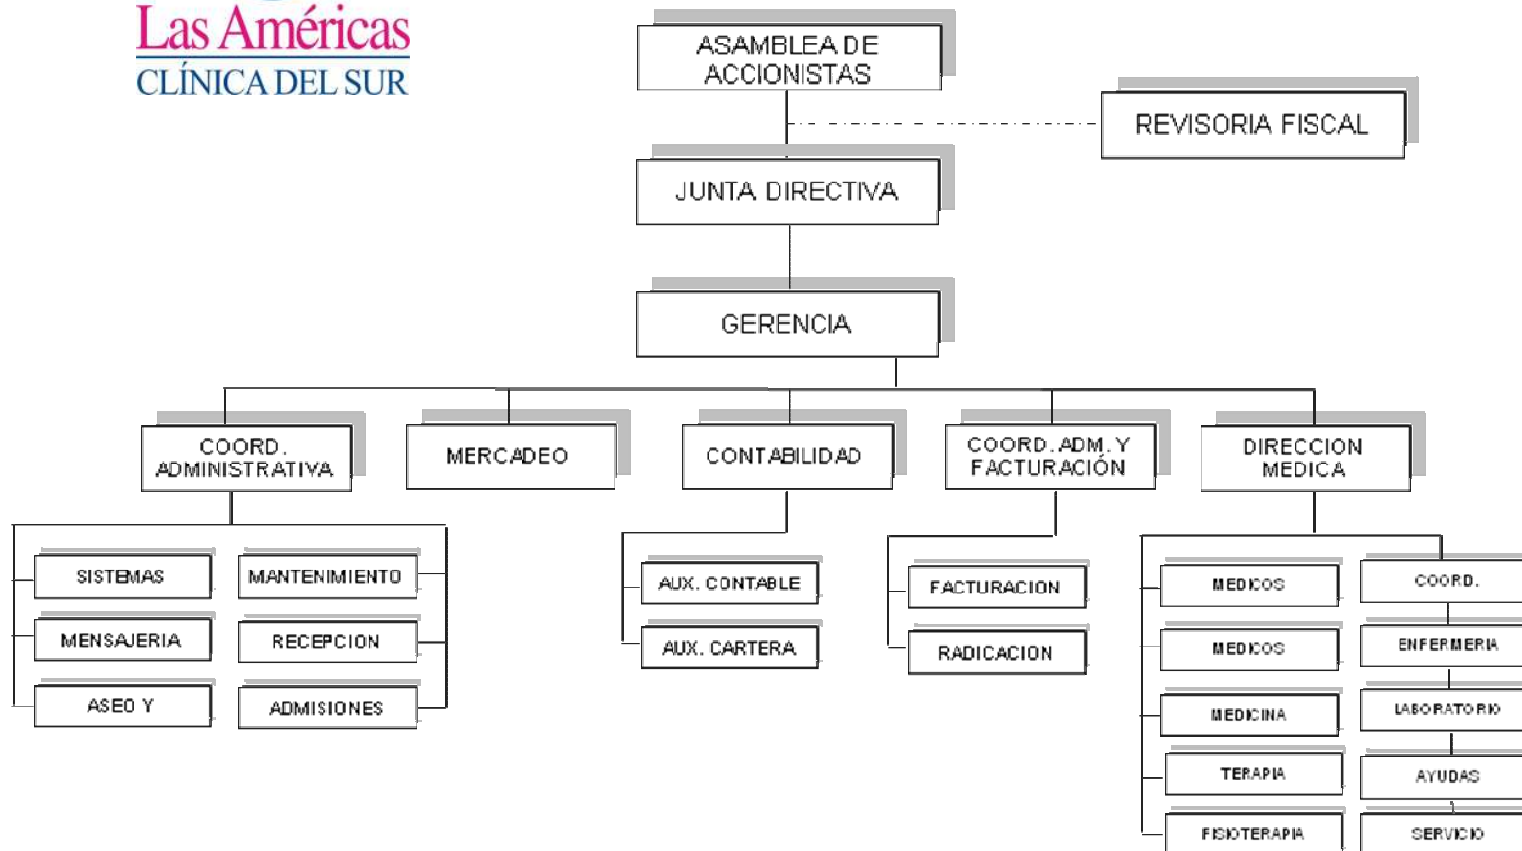 Las Américas
CLÍNICA DEL SUR
ASAMBLEA DE
ACCIONISTAS
REVISORIA FISCAL
JUNTA DIRECTIVA
GERENCIA
COORD.
ADMINISTRATIVA
MERCADEO
CONTABILIDAD
COORD. ADM. Y
FACTURACIÓN
DIRECCION
MEDICA
SISTEMAS
MANTENIMIENTO
MENSAJERIA
RECEPCION
ASEO Y
ADMISIONES
AUX. CONTABLE
AUX. CARTERA
FACTURACION
RADICACION
MEDICOS
COORD.
MEDICOS
ENFERMERIA
MEDICINA
LABORATORIO
TERAPIA
AYUDAS
FISIOTERAPIA
SERVICIO